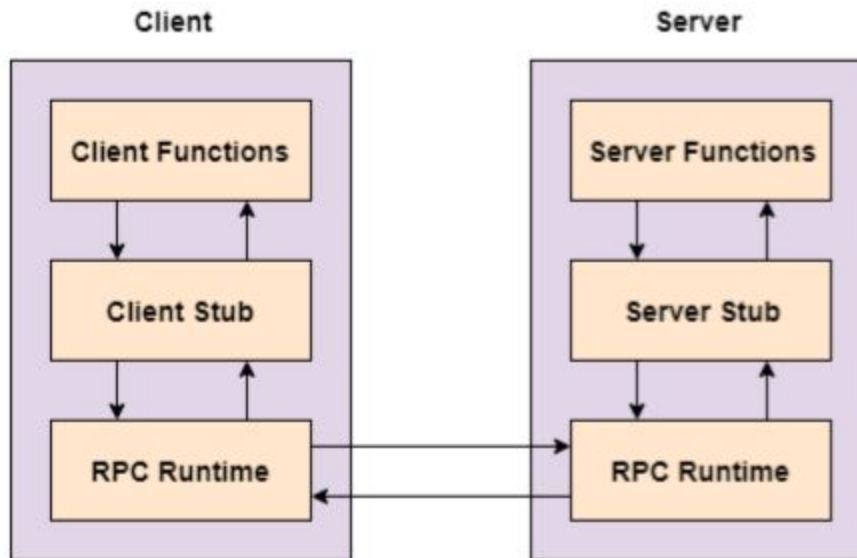 Client
Server
Client Functions
Server Functions
Client Stub
Server Stub
RPC Runtime
RPC Runtime